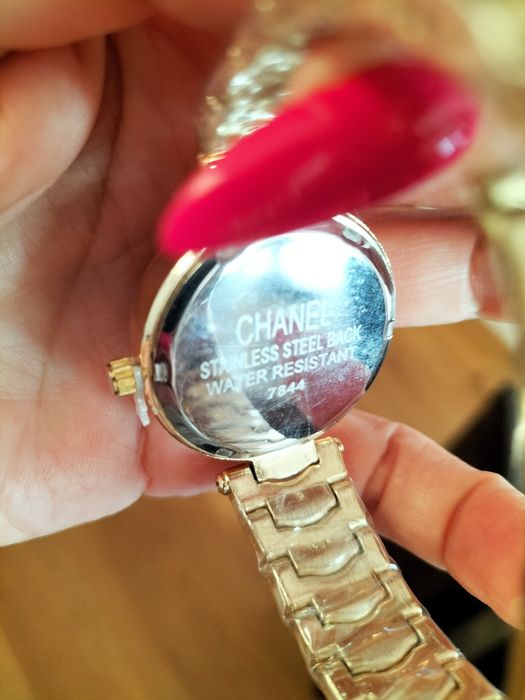 CHANEL
STAINLESS STEEL BACK
WATER RESISTANT
7844